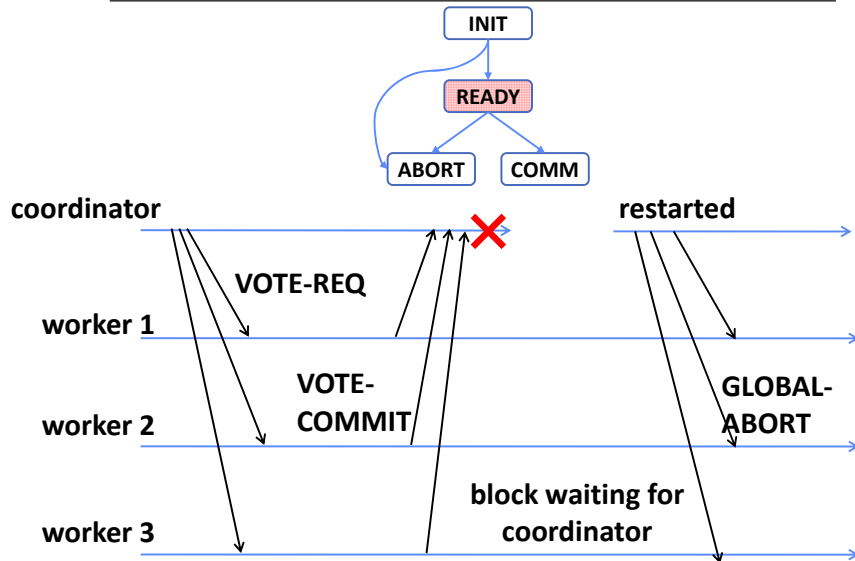 INIT
READY
ABORT
COMM
coordinator
restarted
VOTE-REQ
worker 1
VOTE-
COMMIT
GLOBAL-
ABORT
worker 2
block waiting for
coordinator
worker 3